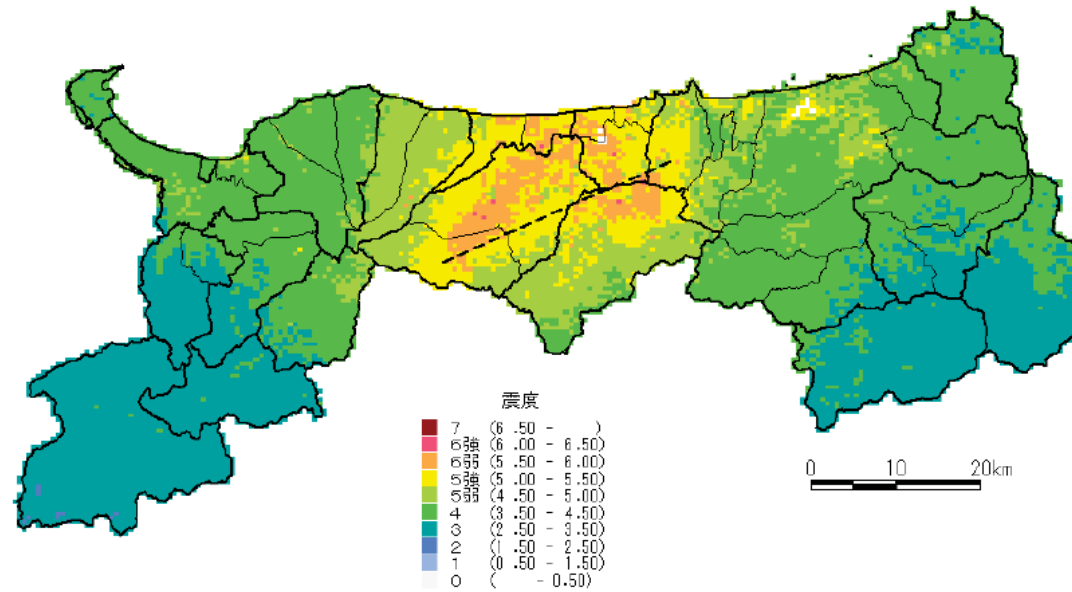 震度
7 (6.50 - )
6強 (6.00 - 6.50)
6弱 (5.50 - 6.00)
5強 (5.00 - 5.50)
5弱 (4.50 - 5.00)
4 (3.50 - 4.50)
3 (2.50 - 3.50)
2 (1.50 - 2.50)
1 (0.50 - 1.50)
0 ( - 0.50)
0 10 20km